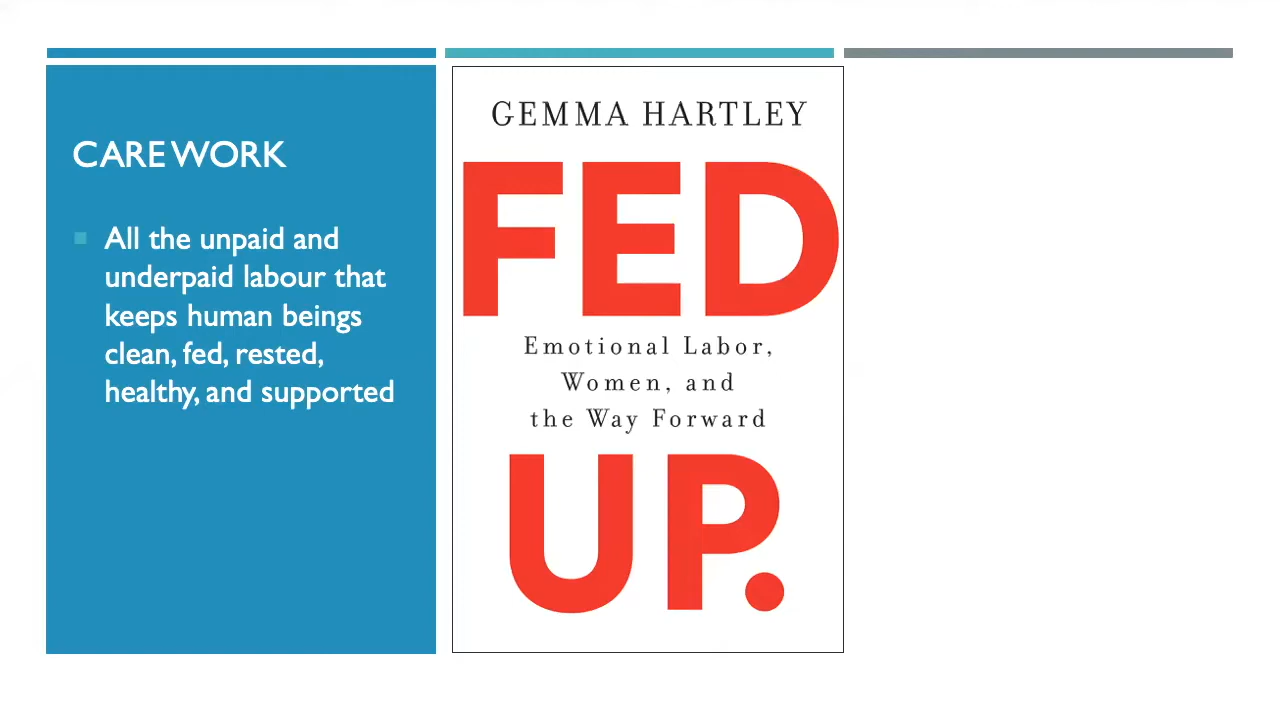 CARE WORK
All the unpaid and
underpaid labour that
keeps human beings
clean, fed, rested,
healthy, and supported
GEMMA HARTLEY
FED
Emotional Labor,
Women, and
the Way Forward
UP.